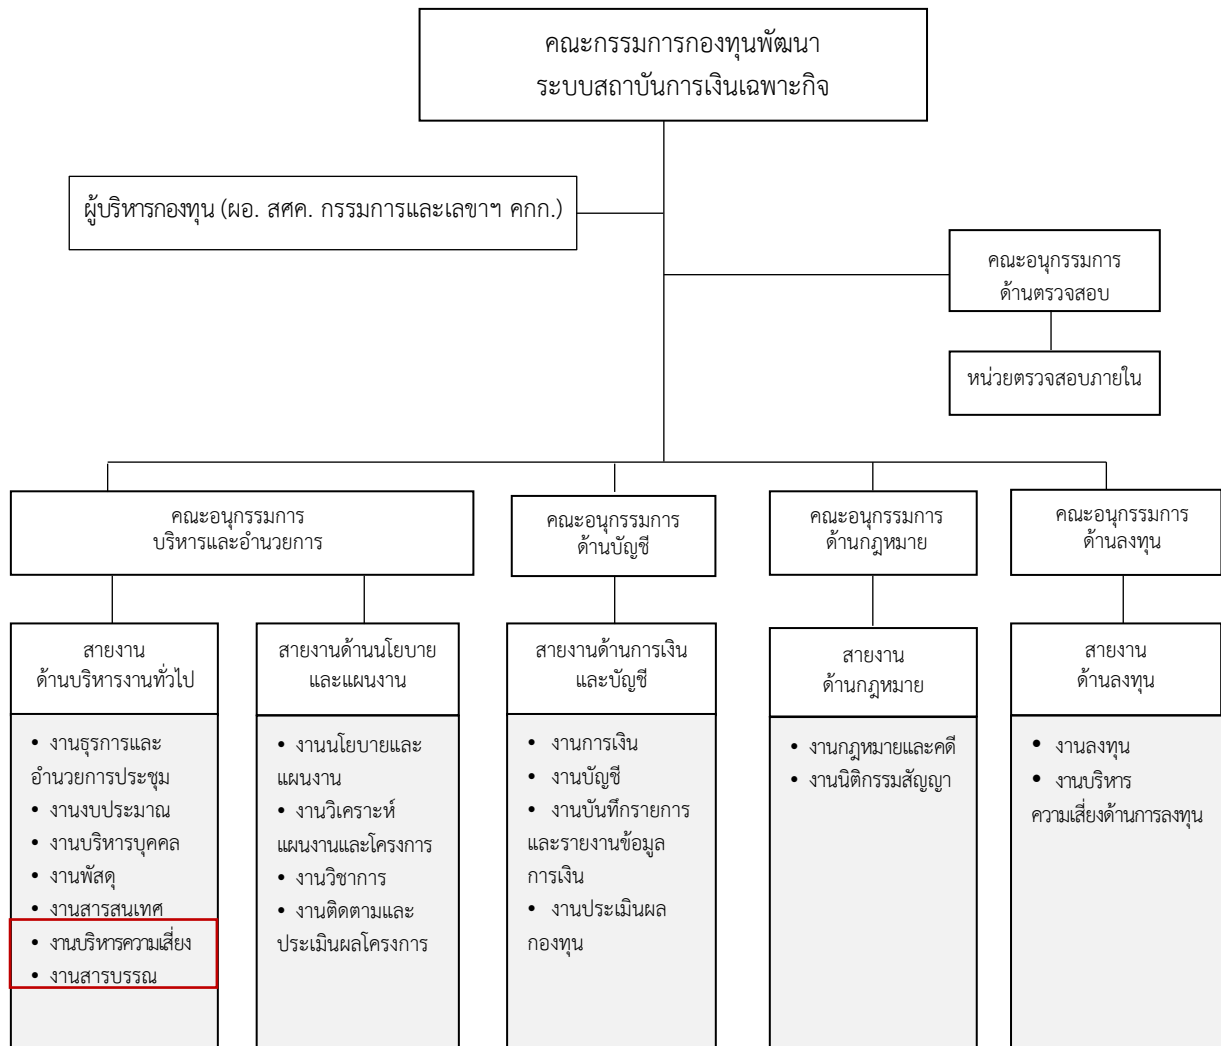 คณะกรรมการกองทุนพัฒนา
ระบบสถาบันการเงินเฉพาะกิจ
ผู้บริหารกองทุน (ผอ. สศค. กรรมการและเลขาฯ คกก.)
คณะอนุกรรมการ
ด้านตรวจสอบ
หน่วยตรวจสอบภายใน
คณะอนุกรรมการ
บริหารและอำนวยการ
คณะอนุกรรมการ
ด้านบัญชี
คณะอนุกรรมการ
ด้านกฎหมาย
คณะอนุกรรมการ
ด้านลงทุน
สายงาน
ด้านบริหารงานทั่วไป
• งานธุรการและ
อำนวยการประชุม
• งานงบประมาณ
• งานบริหารบุคคล
• งานพัสดุ
• งานสารสนเทศ
• งานบริหารความเสี่ยง
• งานสารบรรณ
สายงานด้านนโยบาย
และแผนงาน
• งานนโยบายและ
แผนงาน
• งานวิเคราะห์
แผนงานและโครงการ
• งานวิชาการ
• งานติดตามและ
ประเมินผลโครงการ
สายงานด้านการเงิน
และบัญชี
• งานการเงิน
• งานบัญชี
• งานบันทึกรายการ
และรายงานข้อมูล
การเงิน
• งานประเมินผล
กองทุน
สายงาน
ด้านกฎหมาย
• งานกฎหมายและคดี
• งานนิติกรรมสัญญา
สายงาน
ด้านลงทุน
• งานลงทุน
• งานบริหาร
ความเสี่ยงด้านการลงทุน